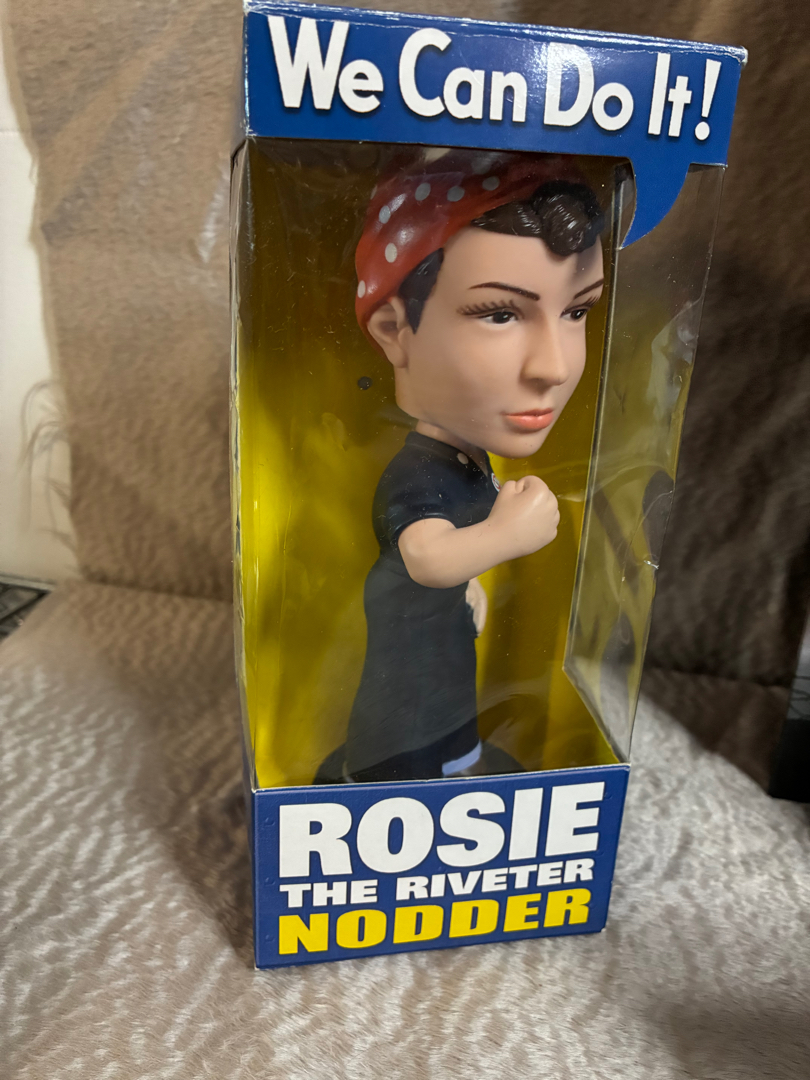 We Can Do It!
ROSIE
THE RIVETER
NODDER